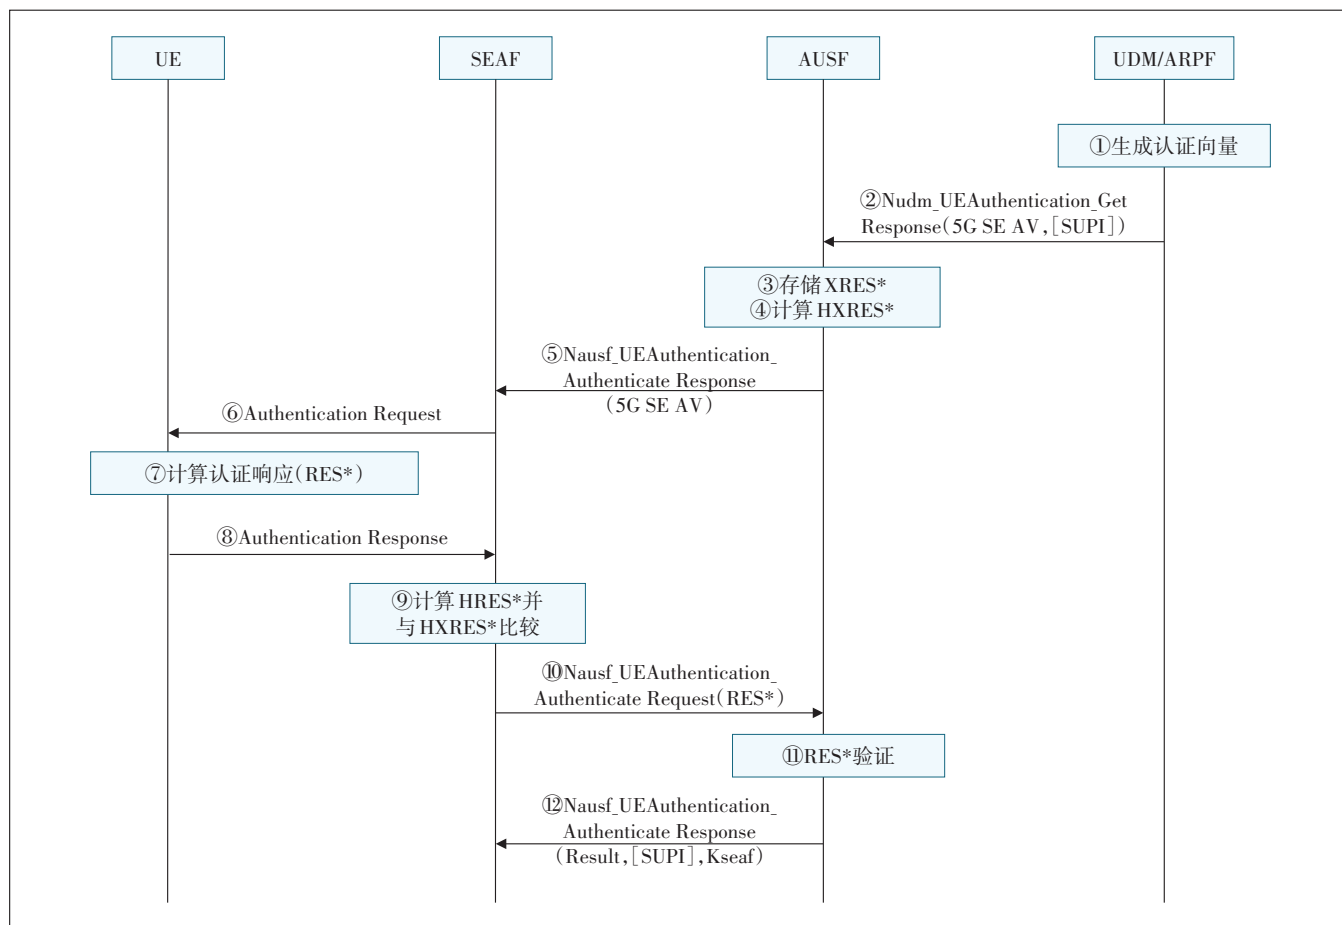 UE
SEAF
AUSF
UDM/ARPF
①生成认证向量
②Nudm_UEAuthentication_Get
Response(5G SE AV,[SUPI])
③存储XRES*
④计算HXRES*
⑤Nausf_UEAuthentication_
Authenticate Response
(5G SE AV)
⑥Authentication Request
⑦计算认证响应(RES*)
⑧Authentication Response
⑨计算HRES*并
与HXRES*比较
⑩Nausf_UEAuthentication_
Authenticate Request(RES*)
⑪RES*验证
⑫Nausf_UEAuthentication_
Authenticate Response
(Result,[SUPI],Kseaf)